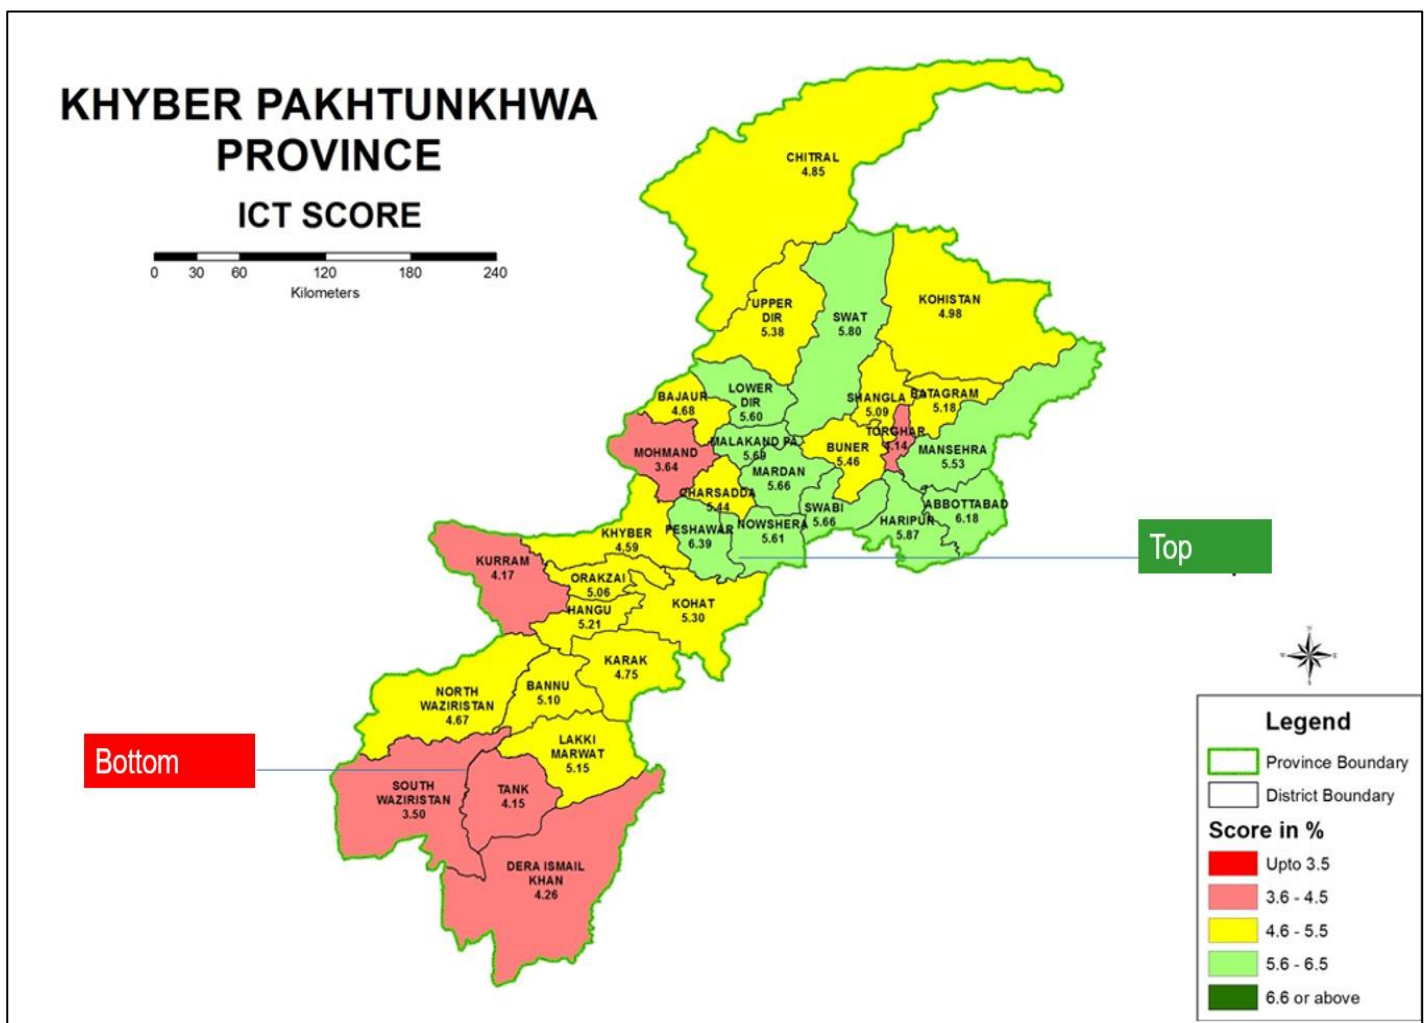 KHYBER PAKHTUNKHWA
PROVINCE
ICT SCORE
0 30 60 120 180 240
Kilometers
CHITRAL
4.85
UPPER
DIR
5.38
SWAT
5.80
KOHISTAN
4.98
LOWER
DIR
5.60
BAJAUR
4.68
SHANGLA
5.09
BATAGRAM
5.18
TORGHAR
4.14
MOHMAND
3.64
MALAKAND PA
5.69
BUNER
5.46
MANSEHRA
5.53
MARDAN
5.66
CHARSADDA
5.44
SWABI
5.66
ABBOTTABAD
6.18
HARIPUR
5.87
PESHAWAR
6.39
NOWSHERA
5.61
KHYBER
4.59
Top
KURRAM
4.17
ORAKZAI
5.06
HANGU
5.21
KOHAT
5.30
KARAK
4.75
BANNU
5.10
NORTH
WAZIRISTAN
4.67
Bottom
LAKKI
MARWAT
5.15
SOUTH
WAZIRISTAN
3.50
TANK
4.15
DERA ISMAIL
KHAN
4.26
N
E
S
W
Legend
Province Boundary
District Boundary
Score in %
Upto 3.5
3.6 - 4.5
4.6 - 5.5
5.6 - 6.5
6.6 or above